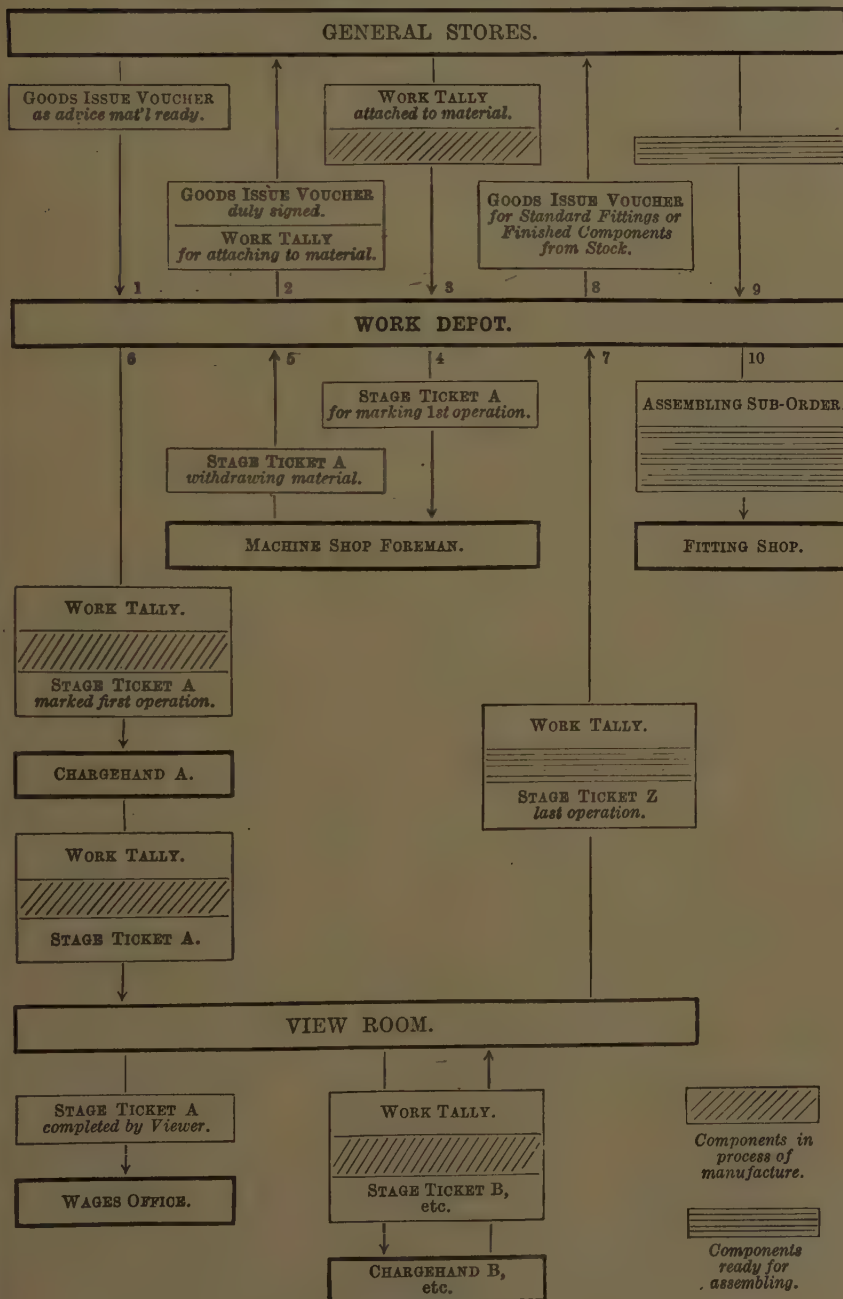 GENERAL STORES.
GOODS ISSUE VOUCHER
as advice mat'l ready.
WORK TALLY
attached to material.
GOODS ISSUE VOUCHER
duly signed.
WORK TALLY
for attaching to material.
GOODS ISSUE VOUCHER
for Standard Fittings or
Finished Components
from Stock.
1 2 3 8 9
WORK DEPOT.
6 5 4 7 10
STAGE TICKET A
for marking 1st operation.
ASSEMBLING SUB-ORDER.
STAGE TICKET A
withdrawing material.
MACHINE SHOP FOREMAN.
FITTING SHOP.
WORK TALLY.
STAGE TICKET A
marked first operation.
WORK TALLY.
STAGE TICKET Z
last operation.
CHARGEHAND A.
WORK TALLY.
STAGE TICKET A.
VIEW ROOM.
STAGE TICKET A
completed by Viewer.
WORK TALLY.
STAGE TICKET B,
etc.
WAGES OFFICE.
CHARGEHAND B,
etc.
Components in
process of
manufacture.
Components
ready for
assembling.